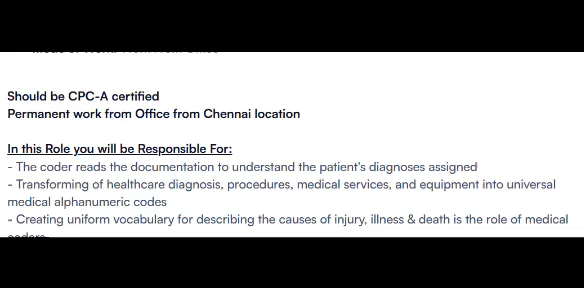 Should be CPC-A certified
Permanent work from Office from Chennai location
In this Role you will be Responsible For:
- The coder reads the documentation to understand the patient's diagnoses assigned
- Transforming of healthcare diagnosis, procedures, medical services, and equipment into universal
medical alphanumeric codes
- Creating uniform vocabulary for describing the causes of injury, illness & death is the role of medical